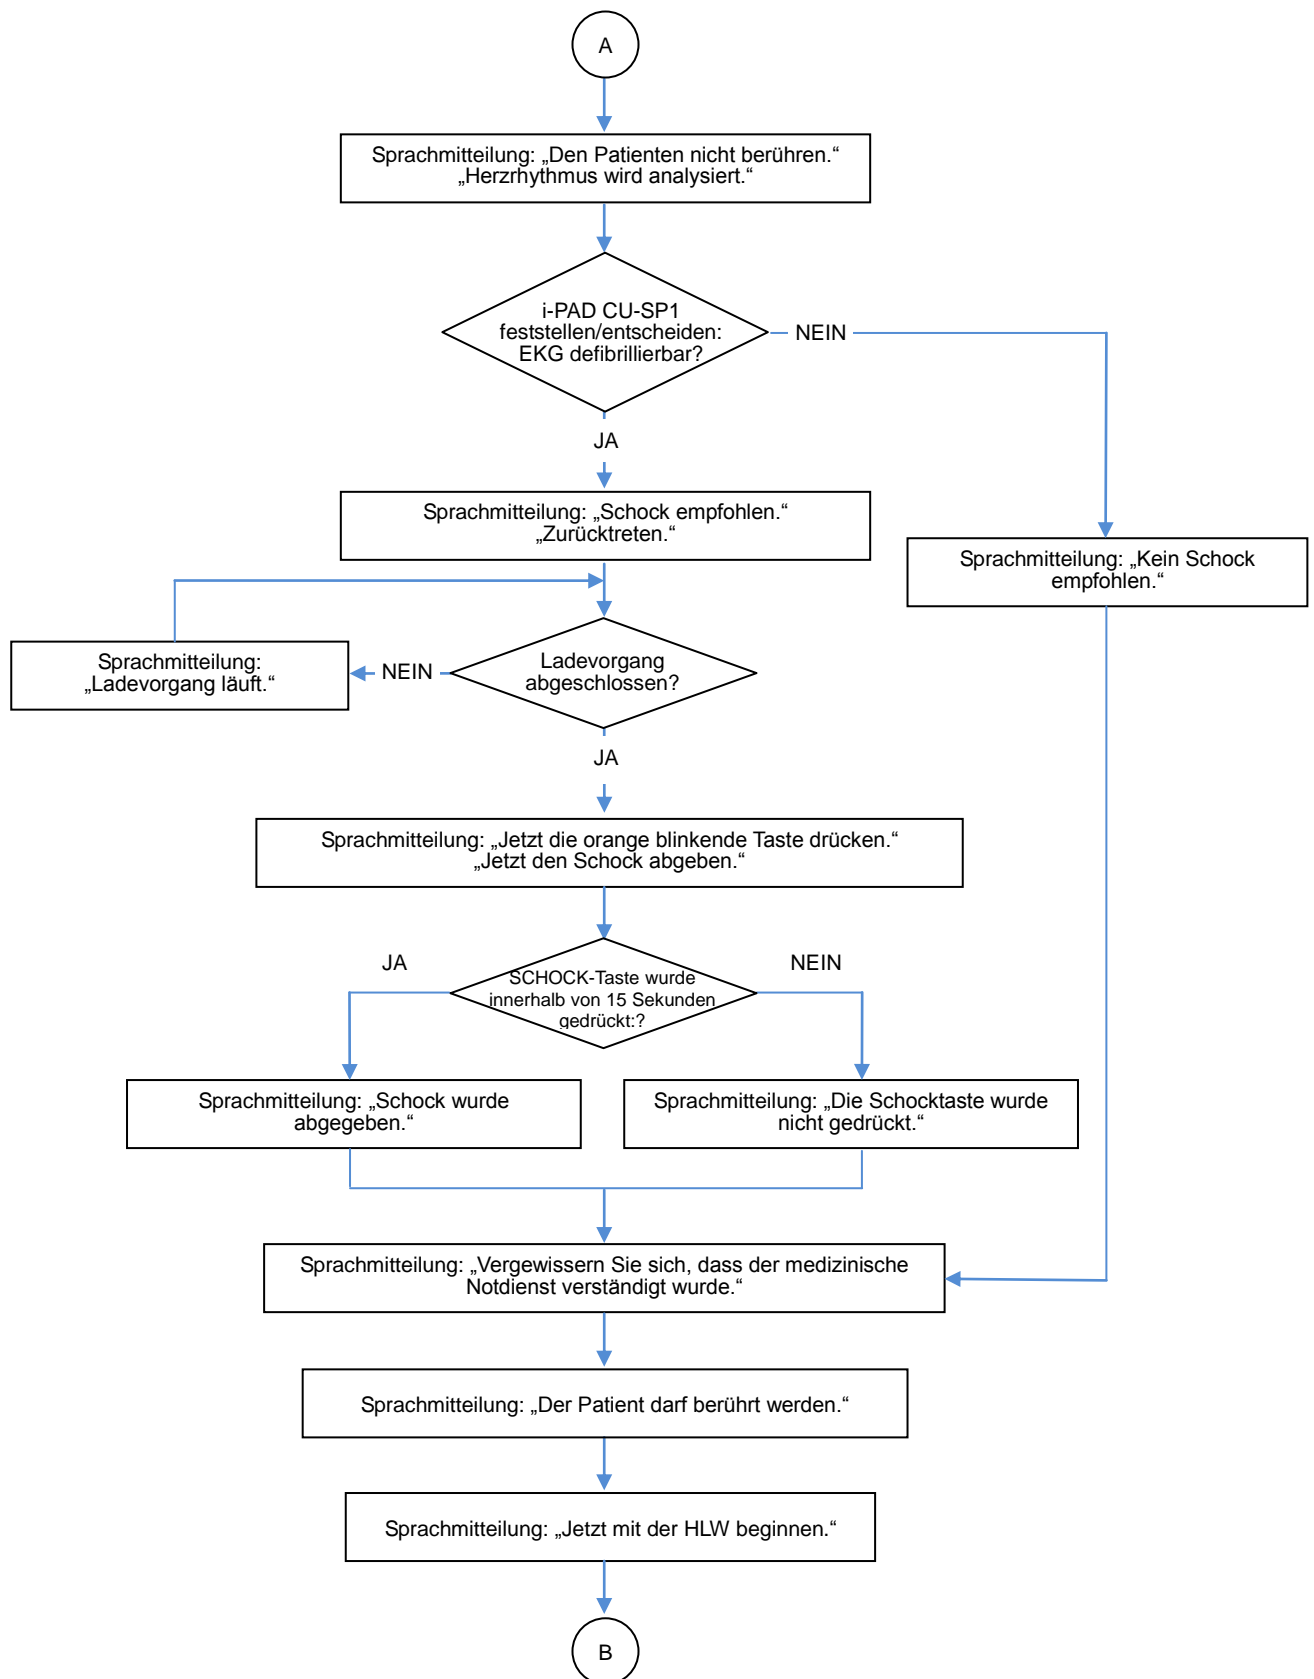 A
Sprachmitteilung: „Den Patienten nicht berühren.“
„Herzrhythmus wird analysiert.“
i-PAD CU-SP1
feststellen/entscheiden:
EKG defibrillierbar?
NEIN
JA
Sprachmitteilung: „Schock empfohlen.“
„Zurücktreten.“
Sprachmitteilung: „Kein Schock
empfohlen.“
Sprachmitteilung:
„Ladevorgang läuft.“
NEIN
Ladevorgang
abgeschlossen?
JA
Sprachmitteilung: „Jetzt die orange blinkende Taste drücken.“
„Jetzt den Schock abgeben.“
JA
NEIN
SCHOCK-Taste wurde
innerhalb von 15 Sekunden
gedrückt:?
Sprachmitteilung: „Schock wurde
abgegeben.“
Sprachmitteilung: „Die Schocktaste wurde
nicht gedrückt.“
Sprachmitteilung: „Vergewissern Sie sich, dass der medizinische
Notdienst verständigt wurde.“
Sprachmitteilung: „Der Patient darf berührt werden.“
Sprachmitteilung: „Jetzt mit der HLW beginnen.“
B